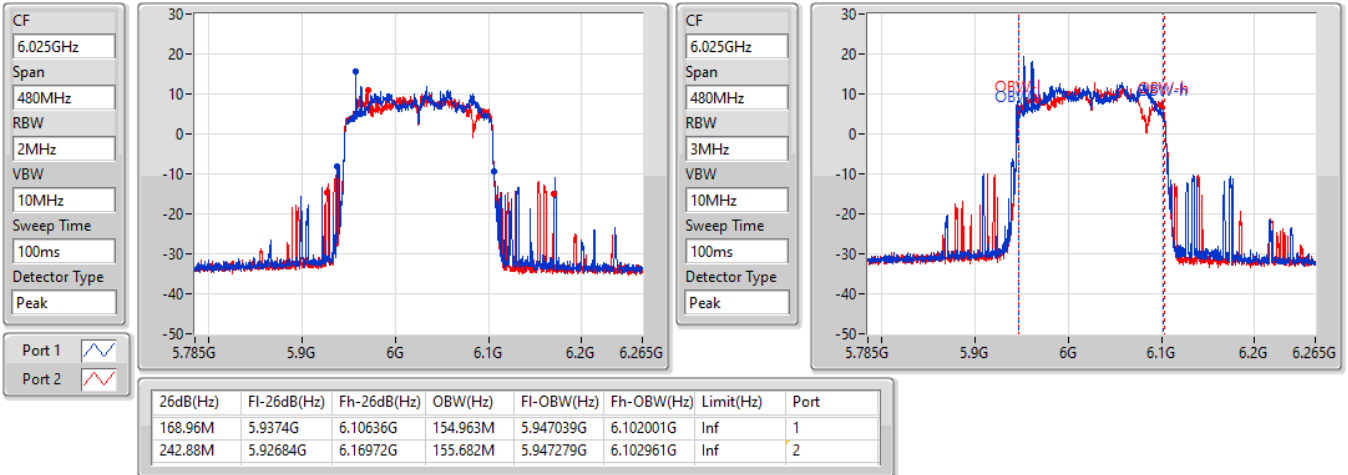 CF
6.025GHz
Span
480MHz
RBW
2MHz
VBW
10MHz
Sweep Time
100ms
Detector Type
Peak
30
20
10
0
-10
-20
-30
-40
-50
5.785G 5.9G 6G 6.1G 6.2G 6.265G
CF
6.025GHz
Span
480MHz
RBW
3MHz
VBW
10MHz
Sweep Time
100ms
Detector Type
Peak
30
20
10
0
-10
-20
-30
-40
-50
OBW-h
5.785G 5.9G 6G 6.1G 6.2G 6.265G
Port 1
Port 2
26dB(Hz) Fl-26dB(Hz) Fh-26dB(Hz) OBW(Hz) Fl-OBW(Hz) Fh-OBW(Hz) Limit(Hz) Port
168.96M 5.9374G 6.10636G 154.963M 5.947039G 6.102001G Inf 1
242.88M 5.92684G 6.16972G 155.682M 5.947279G 6.102961G Inf 2